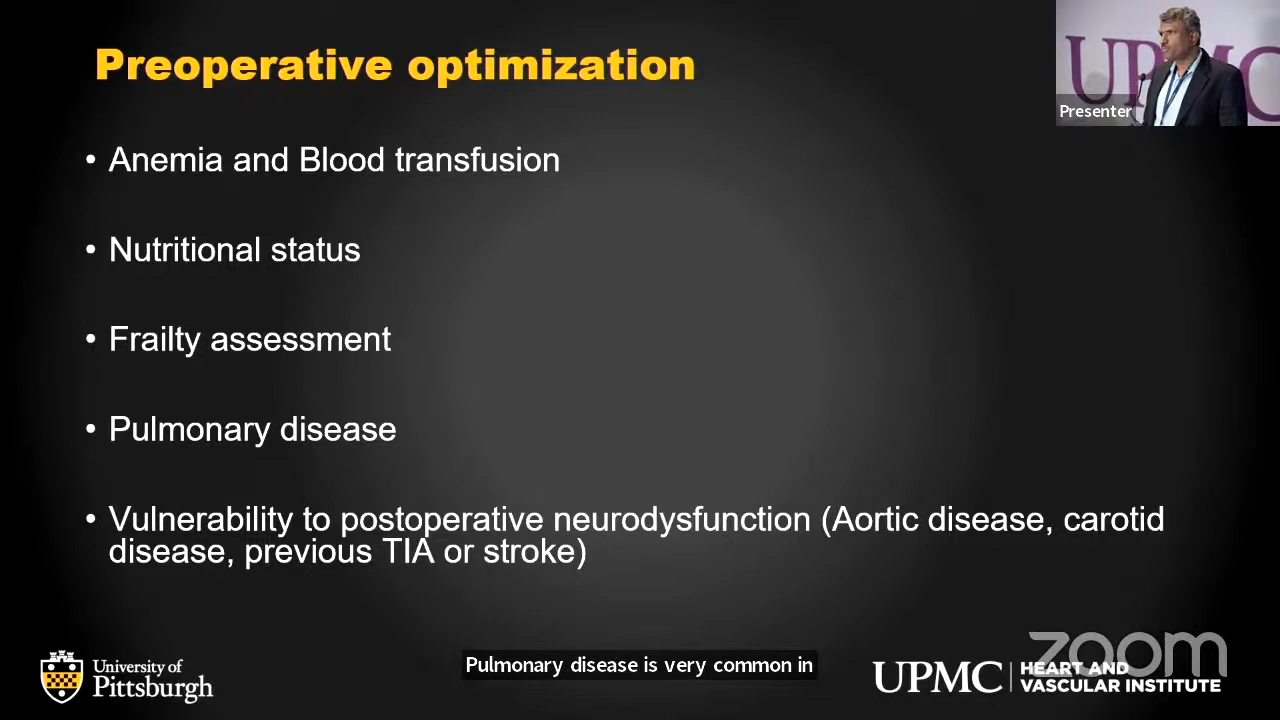 Preoperative optimization
UPMC
Presenter
• Anemia and Blood transfusion
• Nutritional status
• Frailty assessment
• Pulmonary disease
• Vulnerability to postoperative neurodysfunction (Aortic disease, carotid
disease, previous TIA or stroke)
zoom
University of
Pittsburgh
Pulmonary disease is very common in
UPMC
HEART AND
VASCULAR INSTITUTE